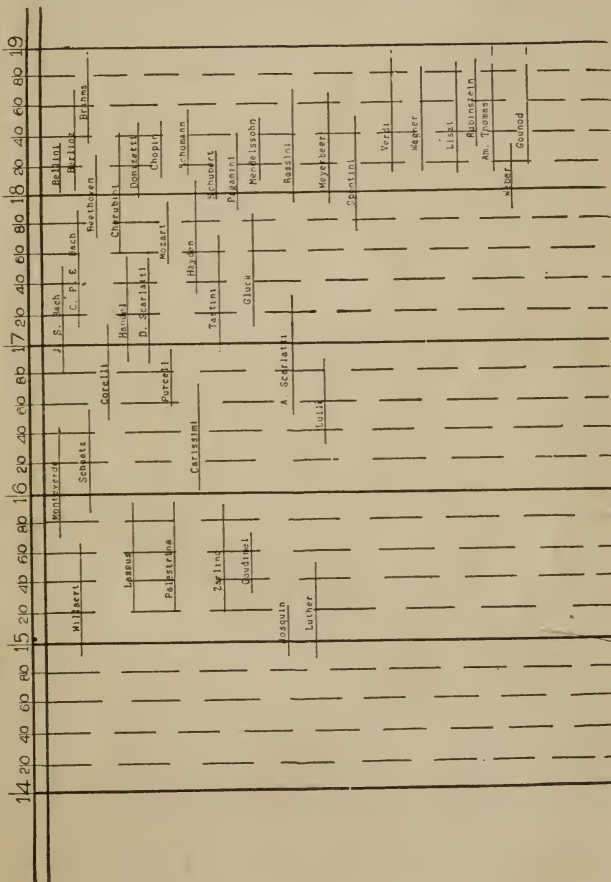 14 20 40 60 80 15 20 40 60 80 16 20 40 60 80 17 20 40 60 80 18 20 40 60 80 19
Bellini
Berlioz
Brahms
Beethoven
C. P. E. Bach
J. S. Bach
Monteverde
Schuetz
Willaert
Corelli
Cherubini
Donizetti
Chopin
Handel
D. Scarlatti
Mozart
Purcell
Lassus
Palestrina
Schumann
Schubert
Hayden
Carissimi
Paganini
Mendelssohn
Tartini
Gluck
Zarlino
Goudimel
Rossini
Meyerbeer
Spontini
A. Scarlatti
Lulli
Josquin
Luther
Verdi
Wagner
Liszt
Rubinstein
Am. Thomas
Weber
Gounod